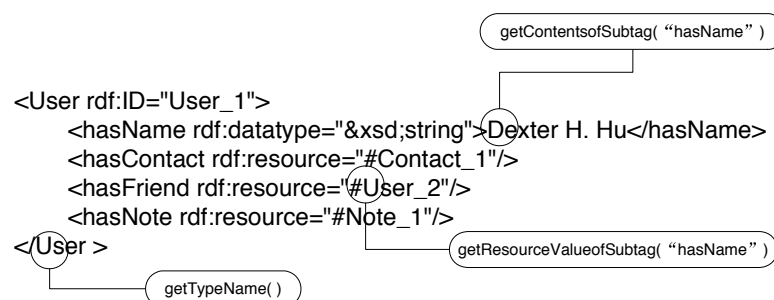 getContentsofSubtag( “hasName” )
<User rdf:ID="User_1">
<hasName rdf:datatype="&xsd;string">Dexter H. Hu</hasName>
<hasContact rdf:resource="#Contact_1"/>
<hasFriend rdf:resource="#User_2"/>
<hasNote rdf:resource="#Note_1"/>
</User >
getResourceValueofSubtag( “hasName” )
getTypeName( )